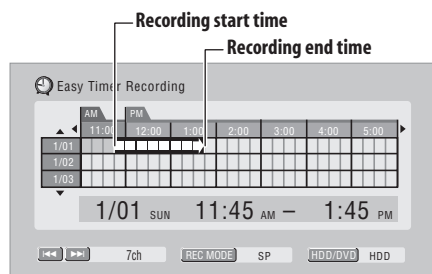 Recording start time
Recording end time
Easy Timer Recording
AM PM
11:00 12:00 1:00 2:00 3:00 4:00 5:00
1/01
1/02
1/03
1/01 SUN 11:45 AM – 1:45 PM
7ch REC MODE SP HDD/DVD HDD